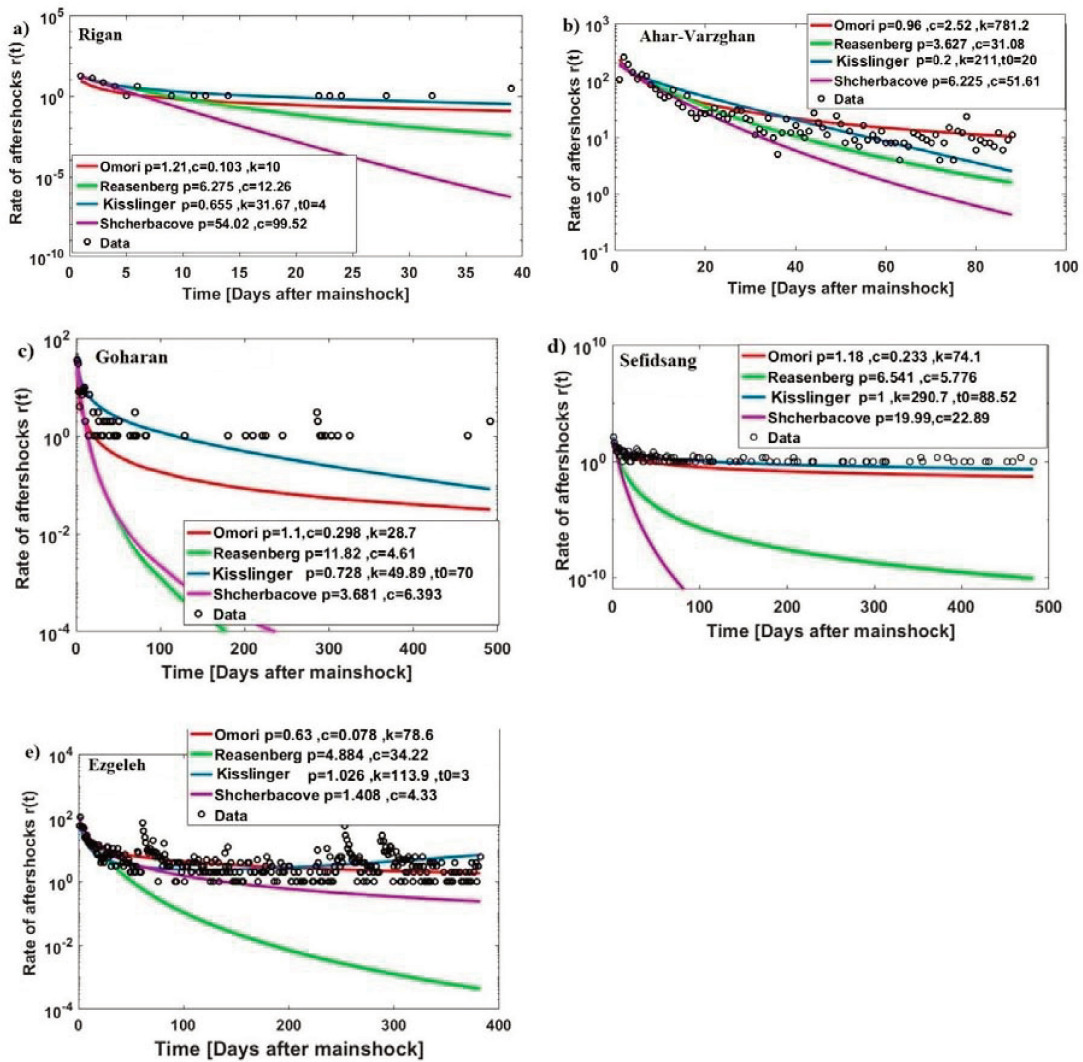 a)
Rigan
10^5
10^0
10^-5
10^-10
Rate of aftershocks r(t)
Omori p=1.21,c=0.103 ,k=10
Reasenberg p=6.275 ,c=12.26
Kisslinger p=0.655 ,k=31.67 ,t0=4
Shcherbacove p=54.02 ,c=99.52
Data
0 5 10 15 20 25 30 35 40
Time [Days after mainshock]
b)
Ahar-Varzghan
10^3
10^2
10^1
10^0
10^-1
Rate of aftershocks r(t)
Omori p=0.96 ,c=2.52 ,k=781.2
Reasenberg p=3.627 ,c=31.08
Kisslinger p=0.2 ,k=211,t0=20
Shcherbacove p=6.225 ,c=51.61
Data
0 20 40 60 80 100
Time [Days after mainshock]
c)
Goharan
10^2
10^0
10^-2
10^-4
Rate of aftershocks r(t)
Omori p=1.1,c=0.298 ,k=28.7
Reasenberg p=11.82 ,c=4.61
Kisslinger p=0.728 ,k=49.89 ,t0=70
Shcherbacove p=3.681 ,c=6.393
Data
0 100 200 300 400 500
Time [Days after mainshock]
d)
Sefidsang
10^10
10^0
10^-10
Rate of aftershocks r(t)
Omori p=1.18 ,c=0.233 ,k=74.1
Reasenberg p=6.541 ,c=5.776
Kisslinger p=1 ,k=290.7 ,t0=88.52
Shcherbacove p=19.99 ,c=22.89
Data
0 100 200 300 400 500
Time [Days after mainshock]
e)
Ezgeleh
10^4
10^2
10^0
10^-2
10^-4
Rate of aftershocks r(t)
Omori p=0.63 ,c=0.078 ,k=78.6
Reasenberg p=4.884 ,c=34.22
Kisslinger p=1.026 ,k=113.9 ,t0=3
Shcherbacove p=1.408 ,c=4.33
Data
0 100 200 300 400
Time [Days after mainshock]